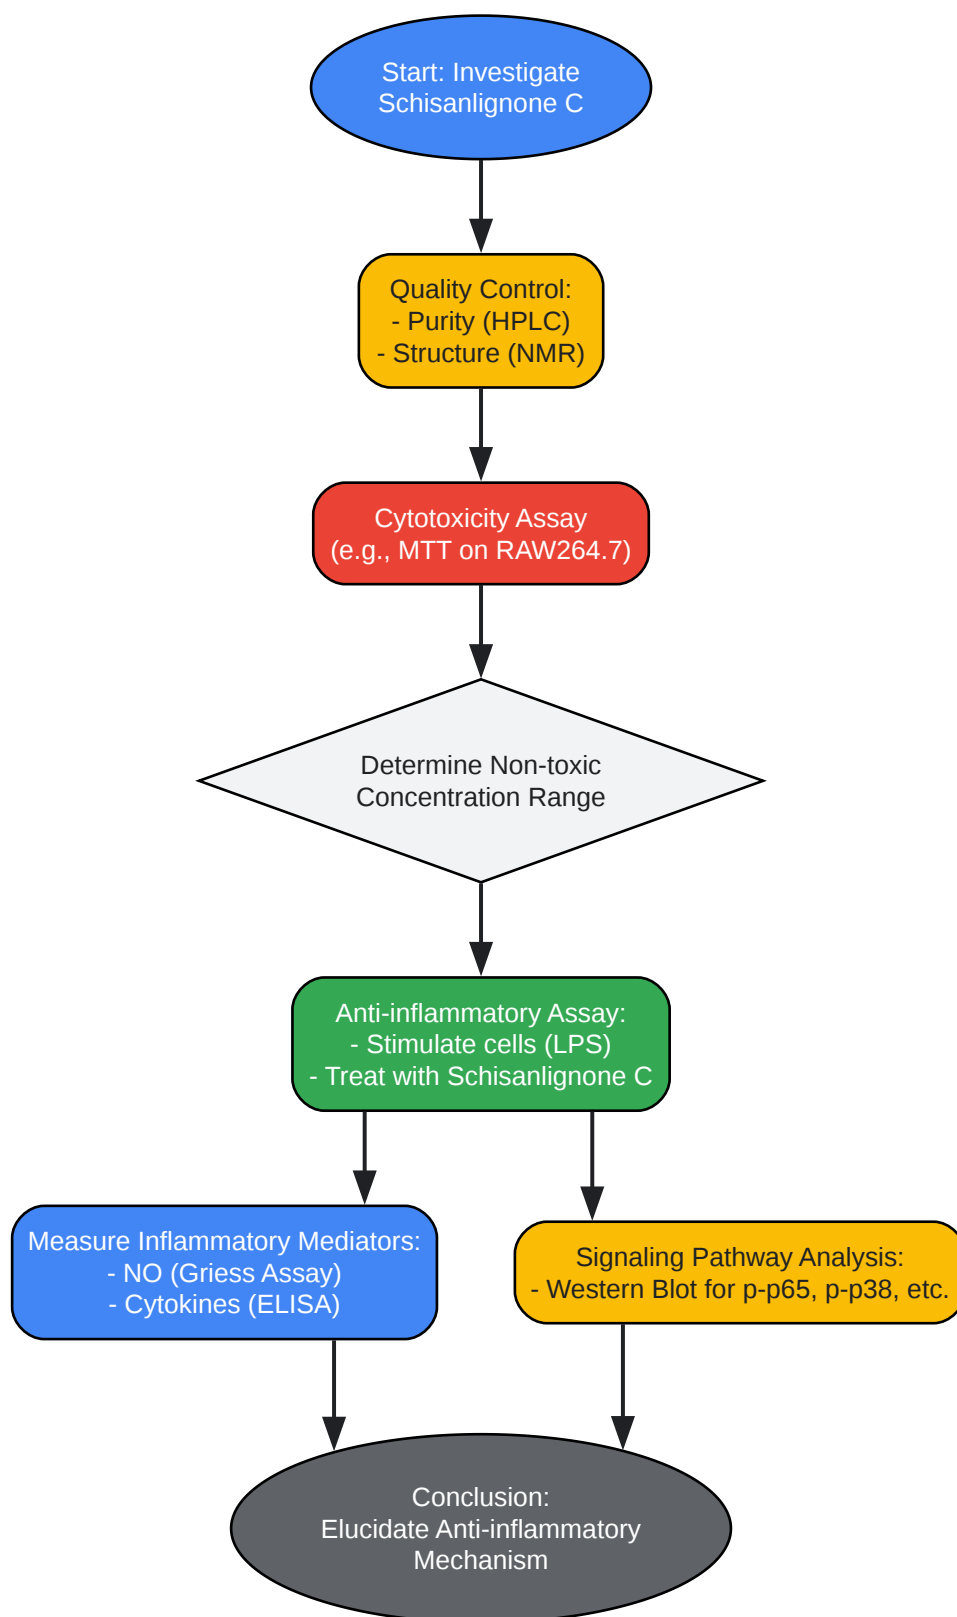 Start: Investigate
Schisanlignone C
Quality Control:
- Purity (HPLC)
- Structure (NMR)
Cytotoxicity Assay
(e.g., MTT on RAW264.7)
Determine Non-toxic
Concentration Range
Anti-inflammatory Assay:
- Stimulate cells (LPS)
- Treat with Schisanlignone C
Measure Inflammatory Mediators:
- NO (Griess Assay)
- Cytokines (ELISA)
Signaling Pathway Analysis:
- Western Blot for p-p65, p-p38, etc.
Conclusion:
Elucidate Anti-inflammatory
Mechanism